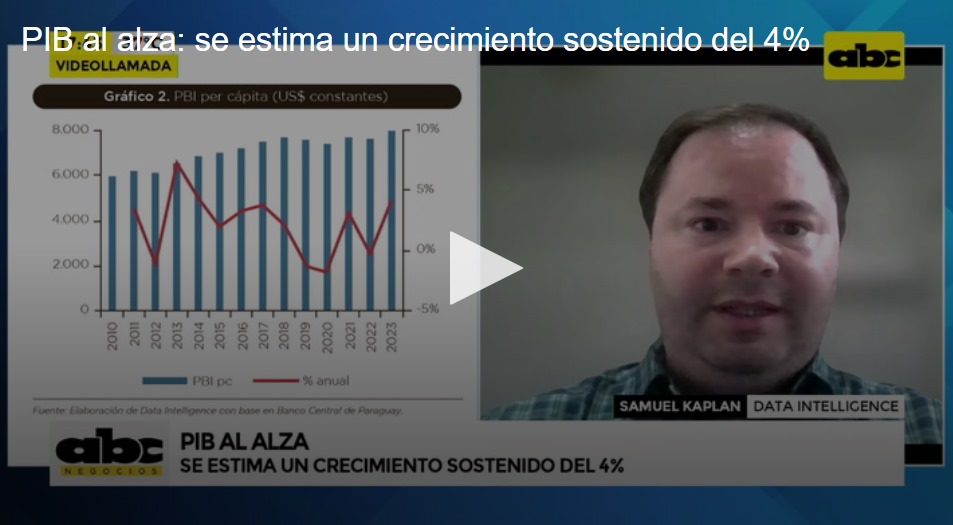 PIB al alza: se estima un crecimiento sostenido del 4%
VIDEOLLAMADA
abc
Gráfico 2. PBI per cápita (US$ constantes)
8.000
6.000
4.000
2.000
0
10%
5%
0%
-5%
2010 2011 2012 2013 2014 2015 2016 2017 2018 2019 2020 2021 2022 2023
PBI pc % anual
Fuente: Elaboración de Data Intelligence con base en Banco Central de Paraguay.
SAMUEL KAPLAN DATA INTELLIGENCE
abc
NEGOCIOS
PIB AL ALZA
SE ESTIMA UN CRECIMIENTO SOSTENIDO DEL 4%